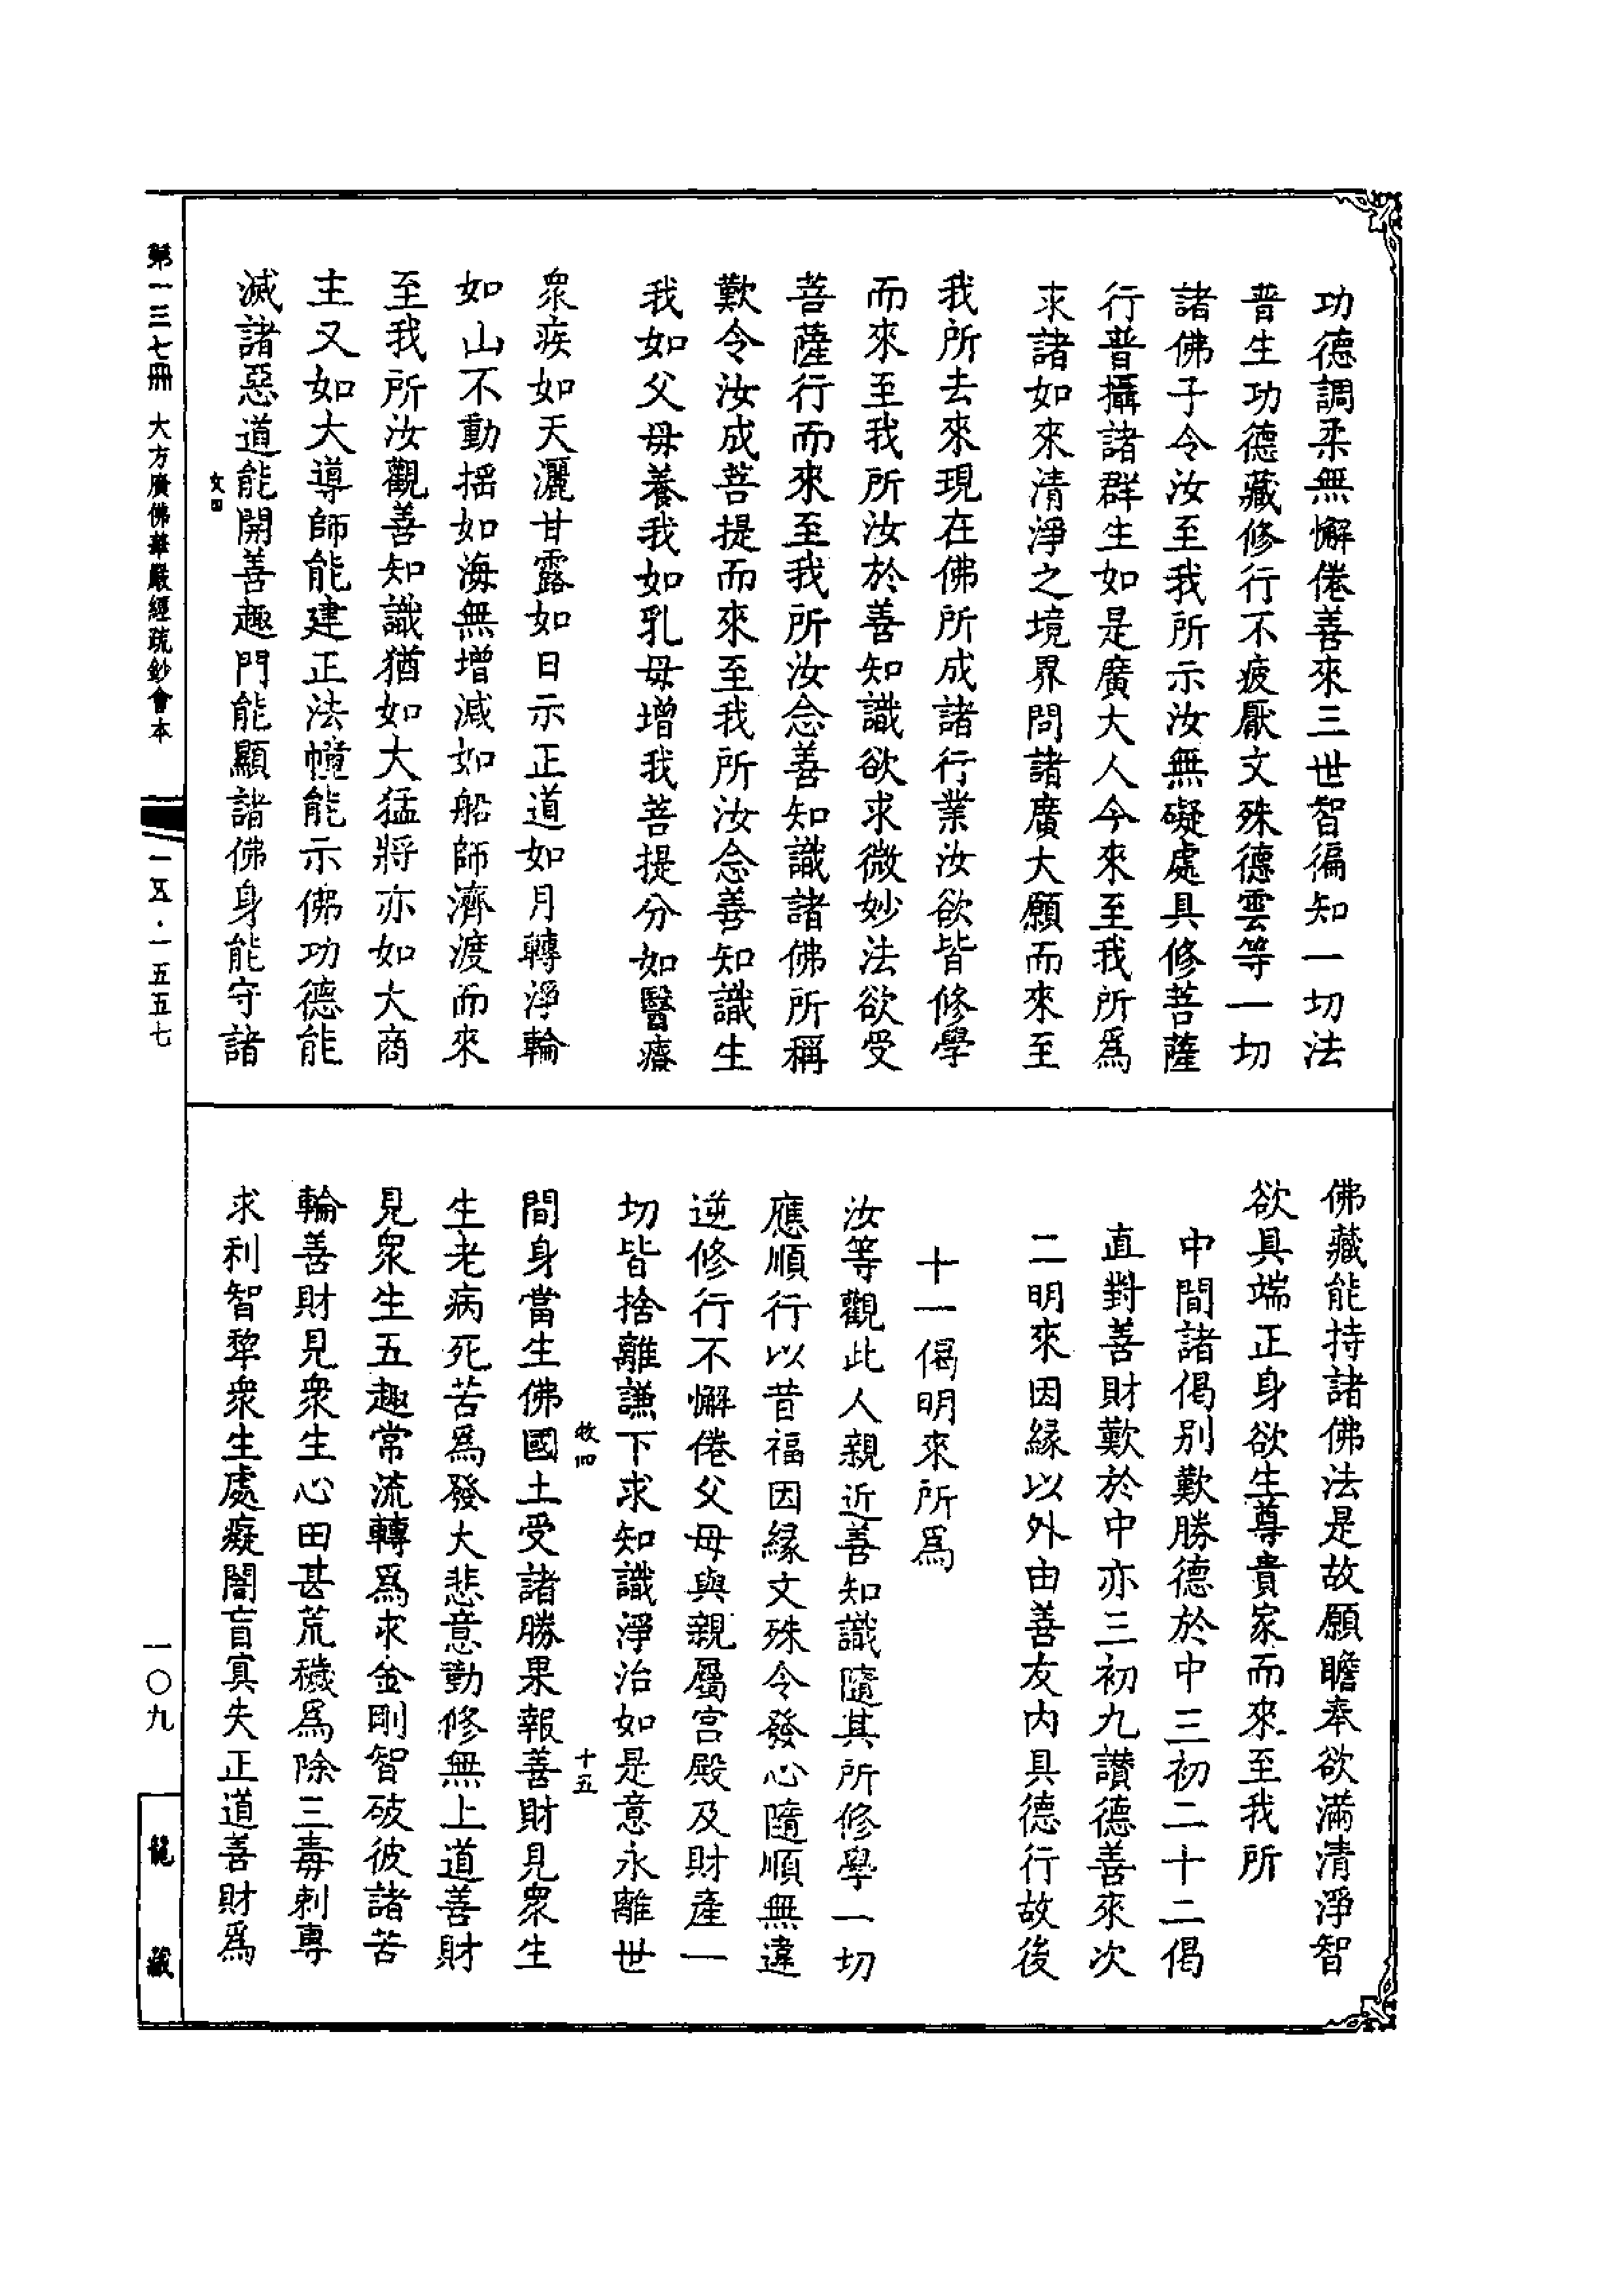 功德調柔無懈倦善來三世智徧知一切法
普生功德藏修行不疲厭文殊德雲等一切
諸佛子令汝至我所示汝無礙處具修菩薩
行普攝諸群生如是廣大人今來至我所爲
求諸如來清淨之境界問諸廣大願而來至
我所去來現在佛所成諸行業汝欲皆修學
而來至我所汝於善知識欲求微妙法欲受
菩薩行而來至我所汝念善知識諸佛所稱
歎令汝成菩提而來至我所汝念善知識生
我如父母養我如乳母增我菩提分如醫療
衆疾如天灑甘露如日示正道如月轉淨輪
如山不動搖如海無增減如船師濟渡而來
至我所汝觀善知識猶如大猛將亦如大商
主又如大導師能建正法幢能示佛功德能
滅諸惡道能開善趣門能顯諸佛身能守諸
佛藏能持諸佛法是故願瞻奉欲滿清淨智
欲具端正身欲生尊貴家而來至我所
中間諸偈別歎勝德於中三初二十二偈
直對善財歎於中亦三初九讚德善來次
二明來因緣以外由善友内具德行故後
十一偈明來所爲
汝等觀此人親近善知識隨其所修學一切
應順行以昔福因緣文殊令發心隨順無違
逆修行不懈倦父母與親屬宫殿及財產一
切皆捨離謙下求知識淨治如是意永離世
十五
間身當生佛國土受諸勝果報善財見衆生
生老病死苦爲發大悲意勤修無上道善財
見衆生五趣常流轉爲求金剛智破彼諸苦
輪善財見衆生心田甚荒穢爲除三毒刺專
求利智犂衆生處癡闇盲冥失正道善財爲
第一三七冊 大方廣佛華嚴經疏鈔會本
一五·一五五七
一〇九
龍藏